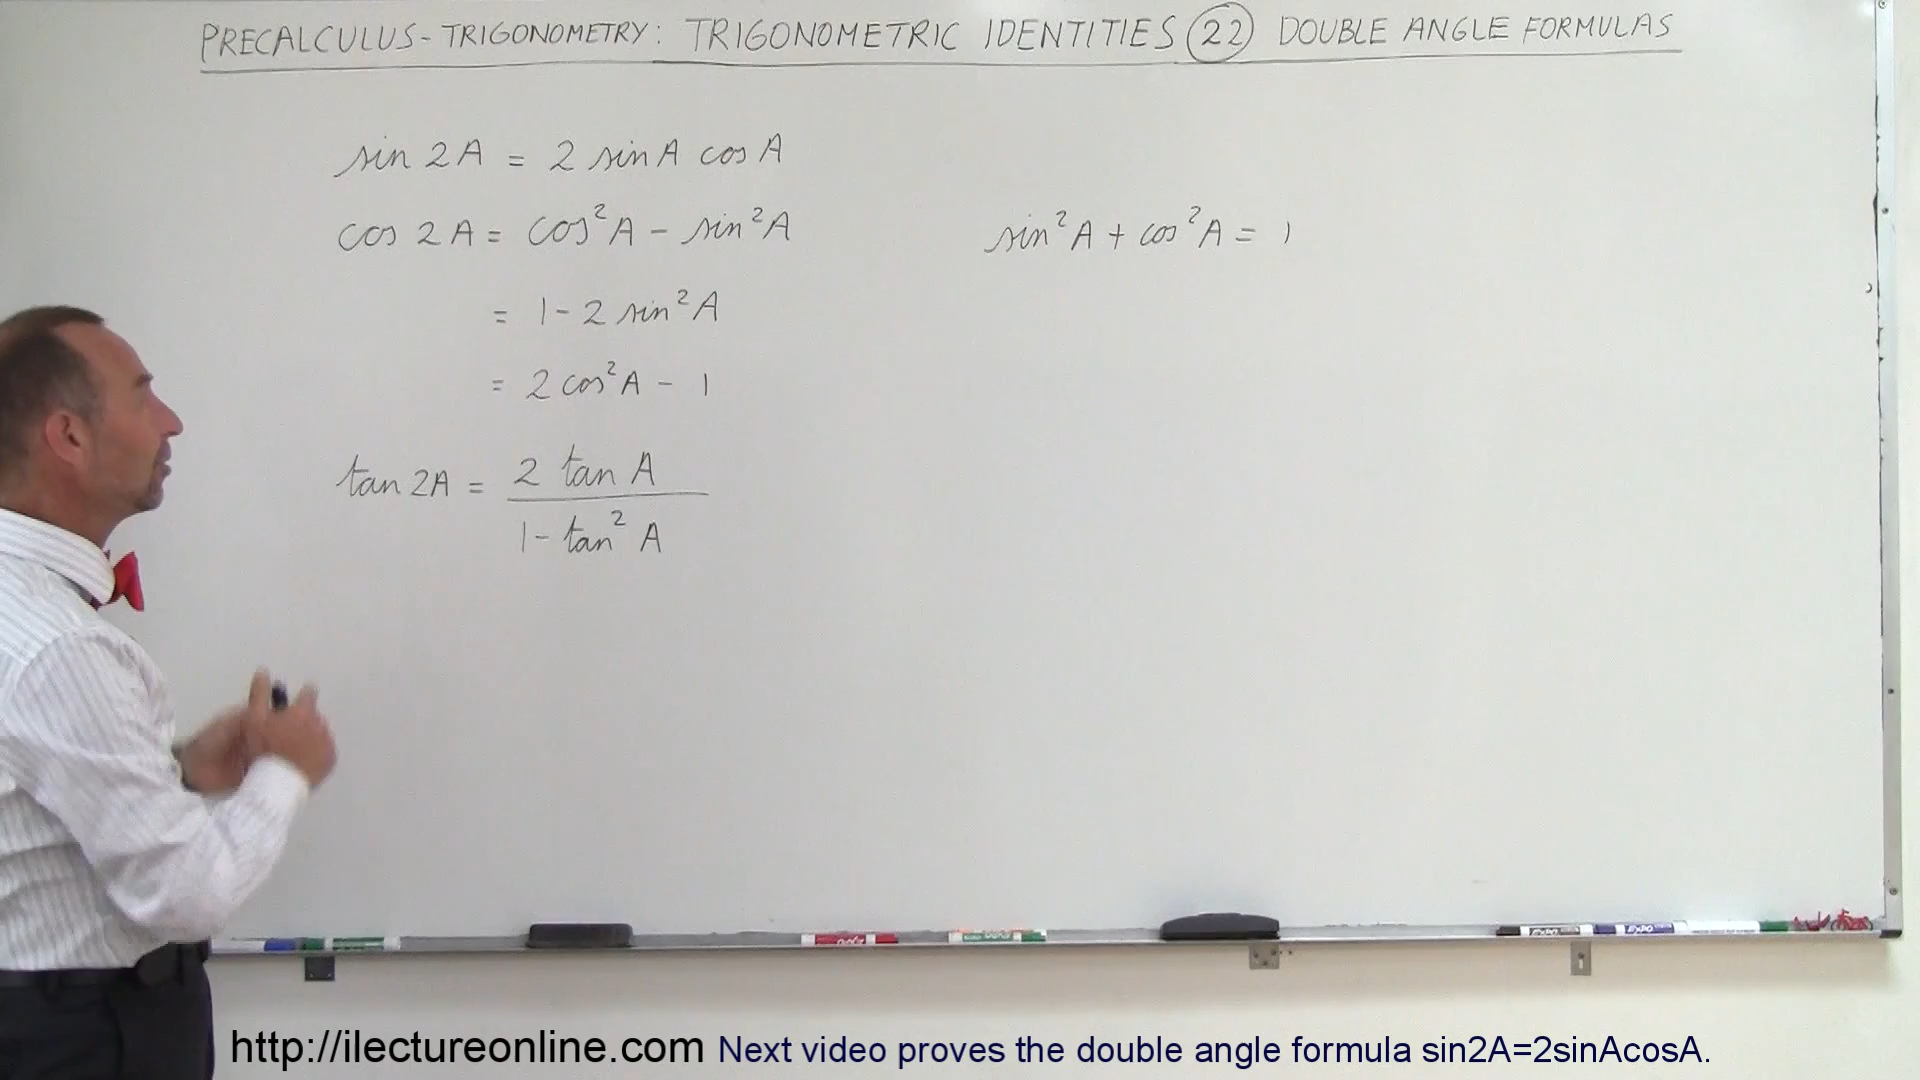 PRECALCULUS - TRIGONOMETRY: TRIGONOMETRIC IDENTITIES 22 DOUBLE ANGLE FORMULAS
sin 2A = 2 sin A cos A
cos 2A = cos²A - sin²A
sin²A + cos²A = 1
= 1 - 2 sin²A
= 2 cos²A - 1
tan 2A = 2 tan A
1 - tan² A
EXPO EXPO
http://ilectureonline.com Next video proves the double angle formula sin2A=2sinAcosA.